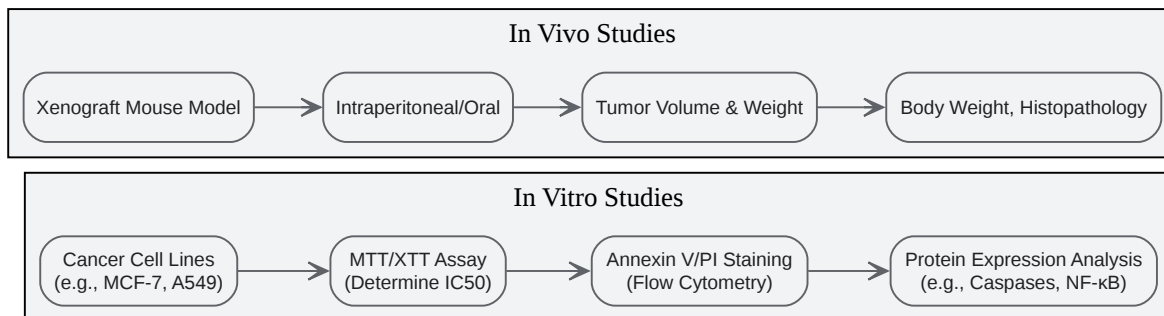 In Vivo Studies
Xenograft Mouse Model
Intraperitoneal/Oral
Tumor Volume & Weight
Body Weight, Histopathology
In Vitro Studies
Cancer Cell Lines
(e.g., MCF-7, A549)
MTT/XTT Assay
(Determine IC50)
Annexin V/PI Staining
(Flow Cytometry)
Protein Expression Analysis
(e.g., Caspases, NF-κB)